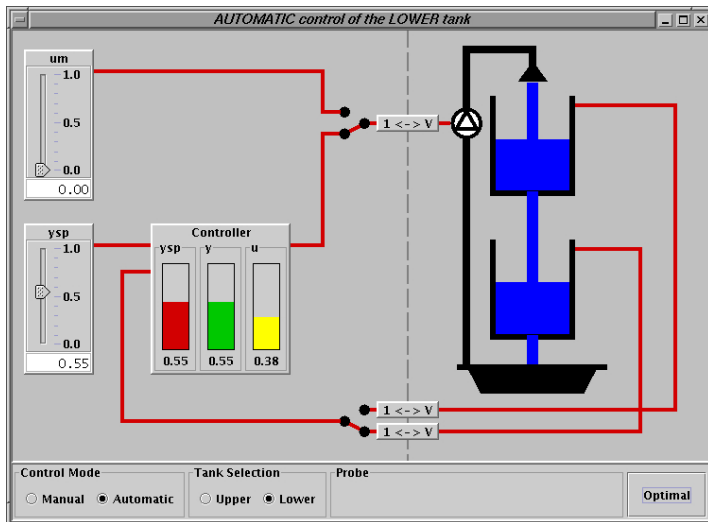 AUTOMATIC control of the LOWER tank
um
1.0
0.5
0.0
0.00
1 <-> V
ysp
1.0
0.5
0.0
0.55
Controller
ysp y u
0.55 0.55 0.38
1 <-> V
1 <-> V
Control Mode
Manual Automatic
Tank Selection
Upper Lower
Probe
Optimal